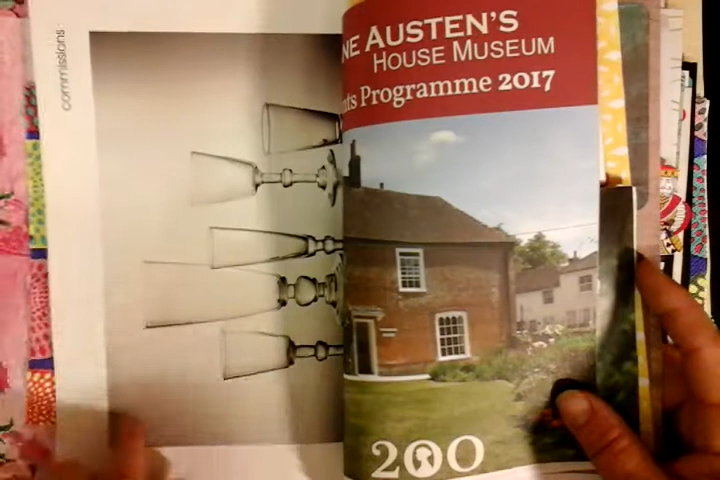 commissions
NE AUSTEN'S
HOUSE MUSEUM
nts Programme 2017
200